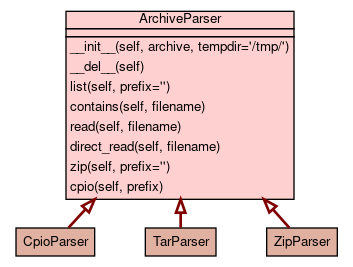 ArchiveParser
__init__(self, archive, tempdir='/tmp/')
__del__(self)
list(self, prefix='')
contains(self, filename)
read(self, filename)
direct_read(self, filename)
zip(self, prefix='')
cpio(self, prefix)
CpioParser
TarParser
ZipParser